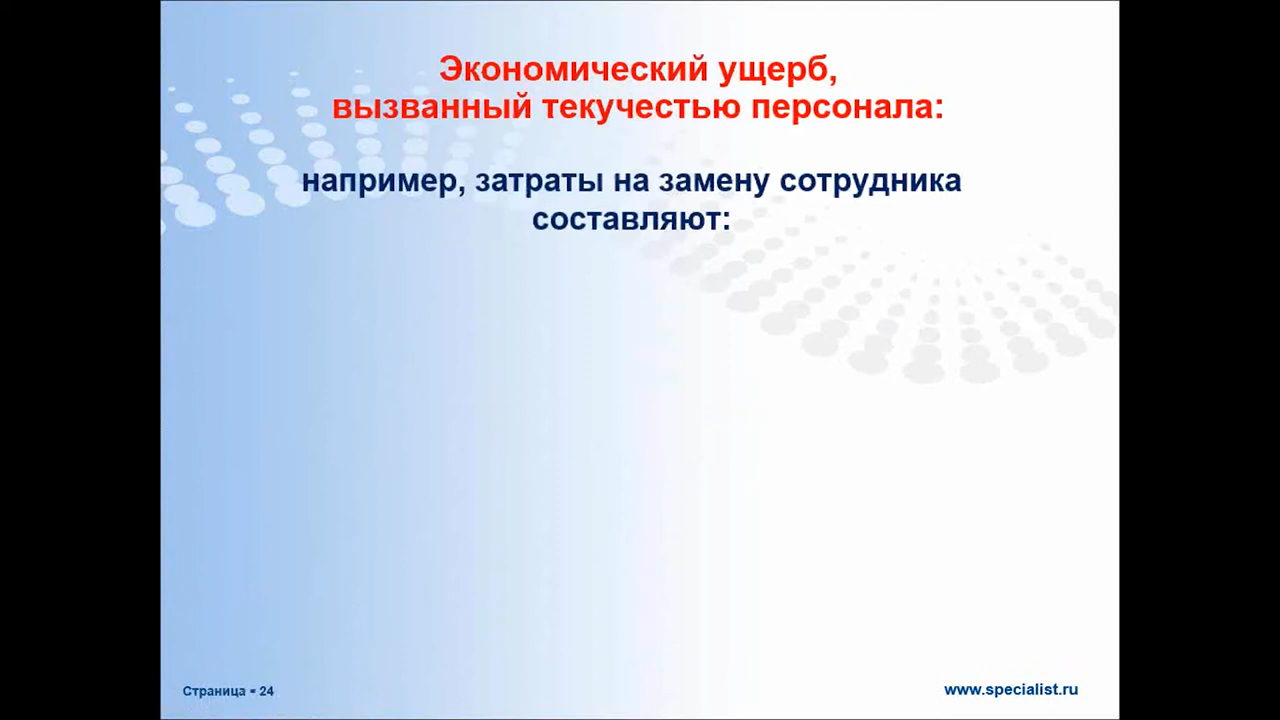 Экономический ущерб,
вызванный текучестью персонала:
например, затраты на замену сотрудника
составляют:
Страница ▪ 24
www.specialist.ru